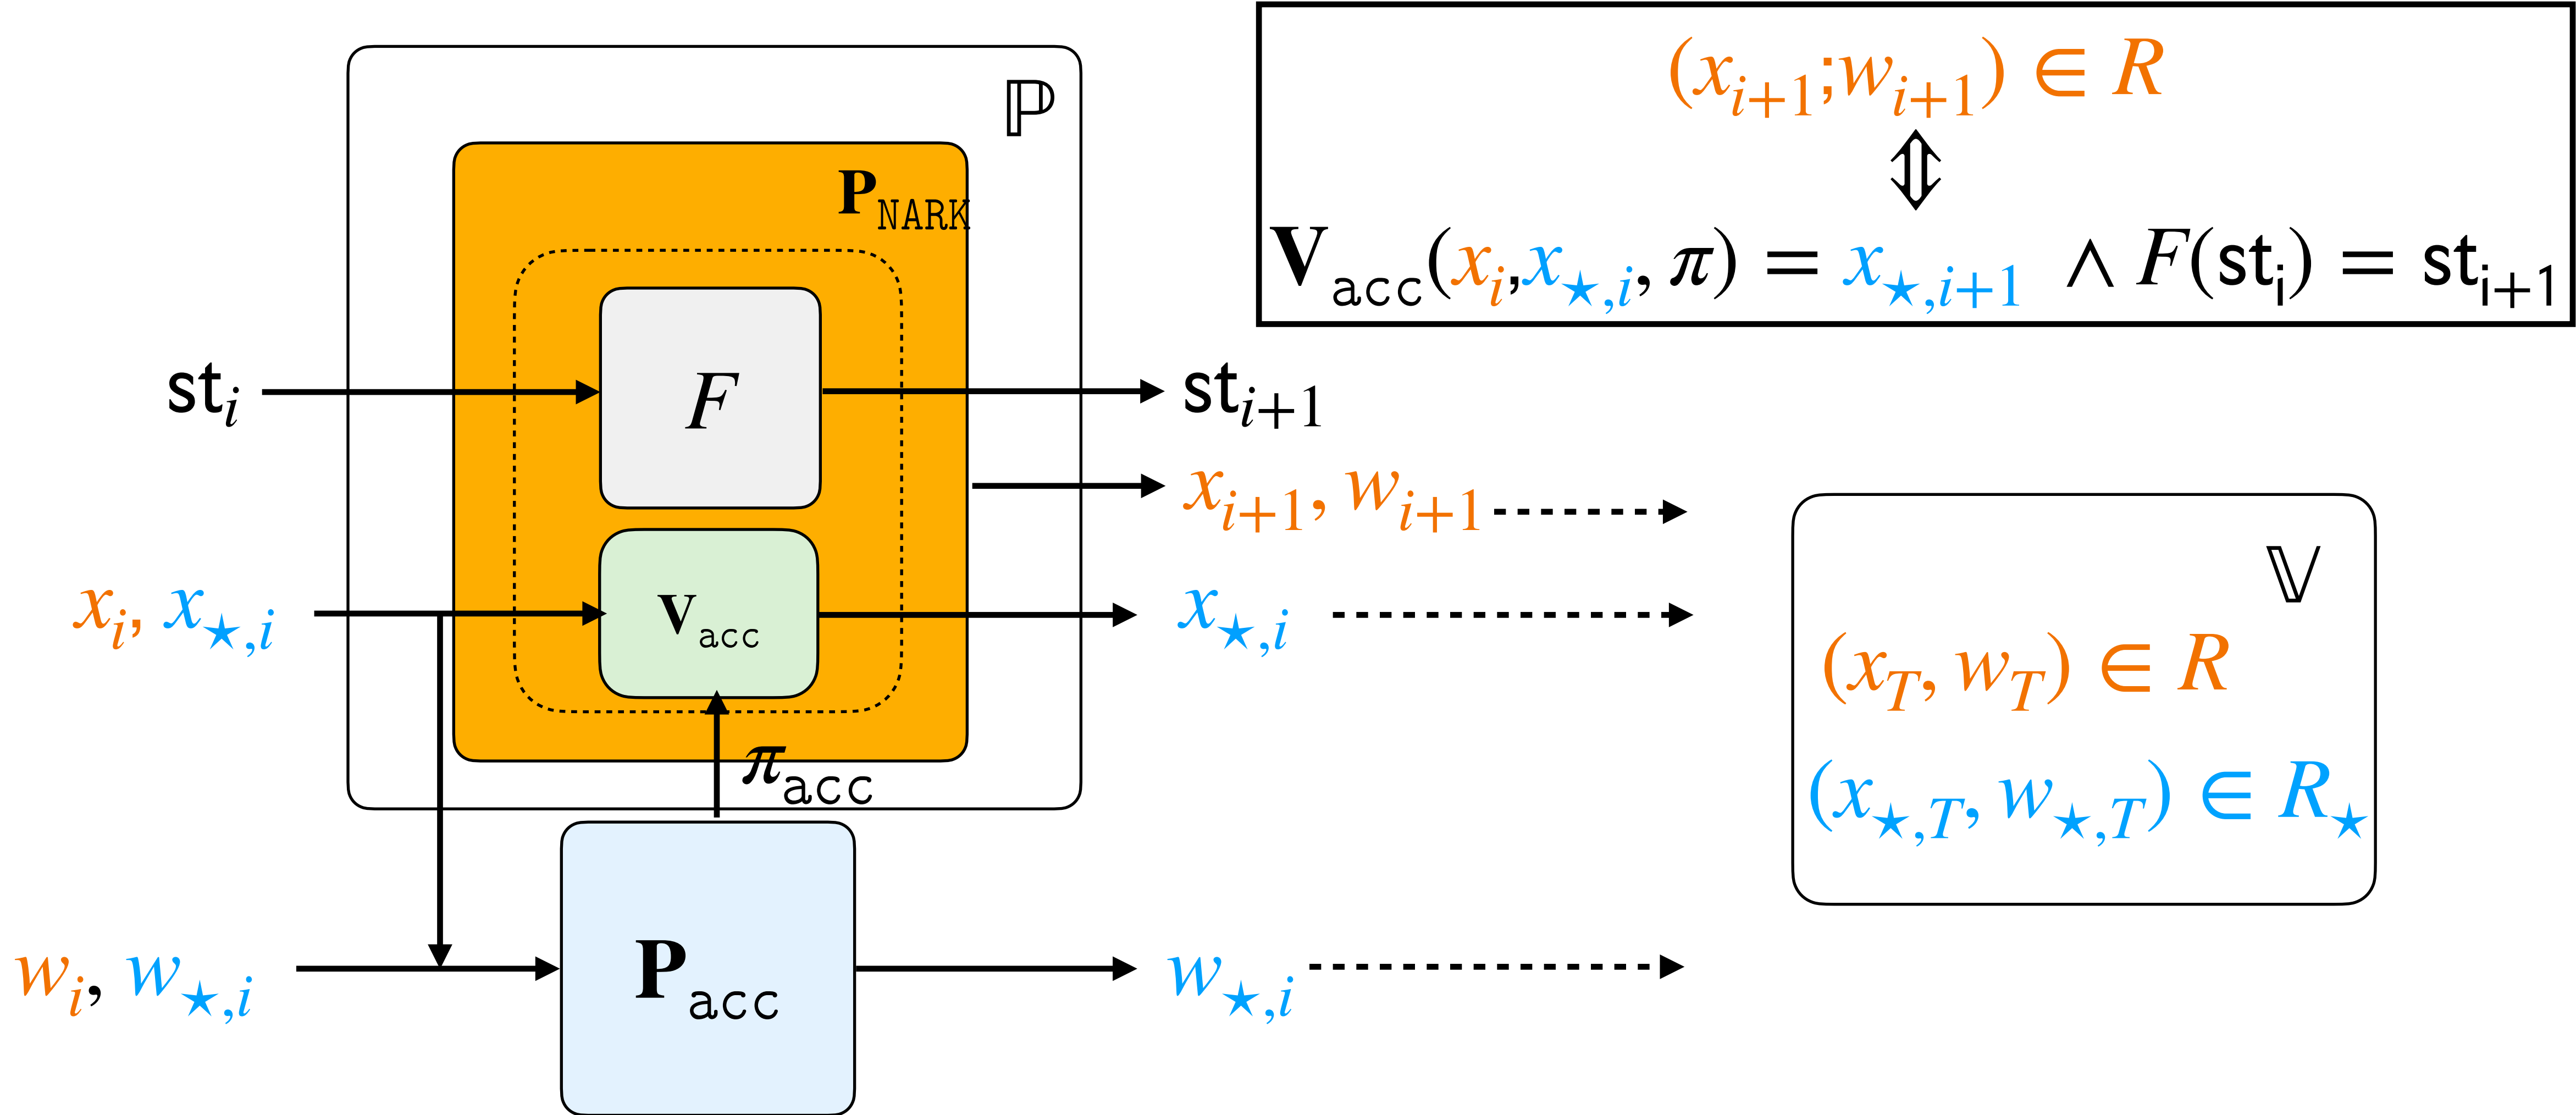 ℙ
P_NARK
(x_{i+1};w_{i+1}) ∈ R
⇕
V_acc(x_i,x_{★,i}, π) = x_{★,i+1} ∧ F(st_i) = st_{i+1}
st_i
F
st_{i+1}
x_{i+1}, w_{i+1}
x_i, x_{★,i}
V_acc
x_{★,i}
π_acc
w_i, w_{★,i}
P_acc
w_{★,i}
𝕍
(x_T, w_T) ∈ R
(x_{★,T}, w_{★,T}) ∈ R_★